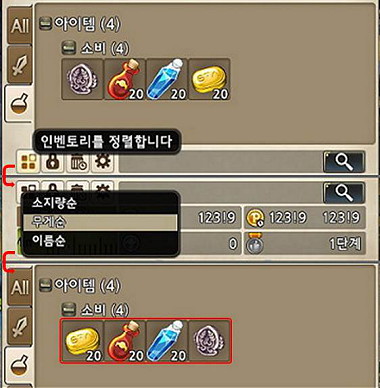 All
아이템 (4)
소비 (4)
20 20 20
인벤토리를 정렬합니다
소지량순
무게순
이름순
12319 12319 12319
0 1단계
All
아이템 (4)
소비 (4)
20 20 20